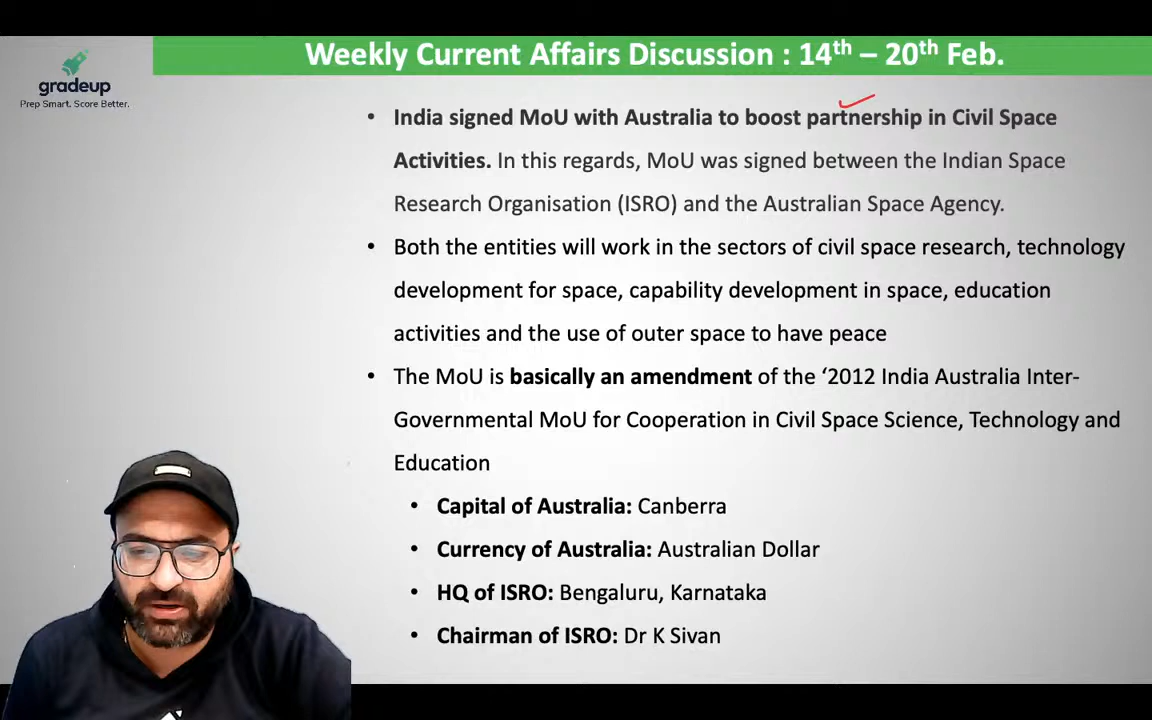 Weekly Current Affairs Discussion : 14th – 20th Feb.
gradeup
Prep Smart. Score Better.
• India signed MoU with Australia to boost partnership in Civil Space
Activities. In this regards, MoU was signed between the Indian Space
Research Organisation (ISRO) and the Australian Space Agency.
• Both the entities will work in the sectors of civil space research, technology
development for space, capability development in space, education
activities and the use of outer space to have peace
• The MoU is basically an amendment of the ‘2012 India Australia Inter-
Governmental MoU for Cooperation in Civil Space Science, Technology and
Education
• Capital of Australia: Canberra
• Currency of Australia: Australian Dollar
• HQ of ISRO: Bengaluru, Karnataka
• Chairman of ISRO: Dr K Sivan